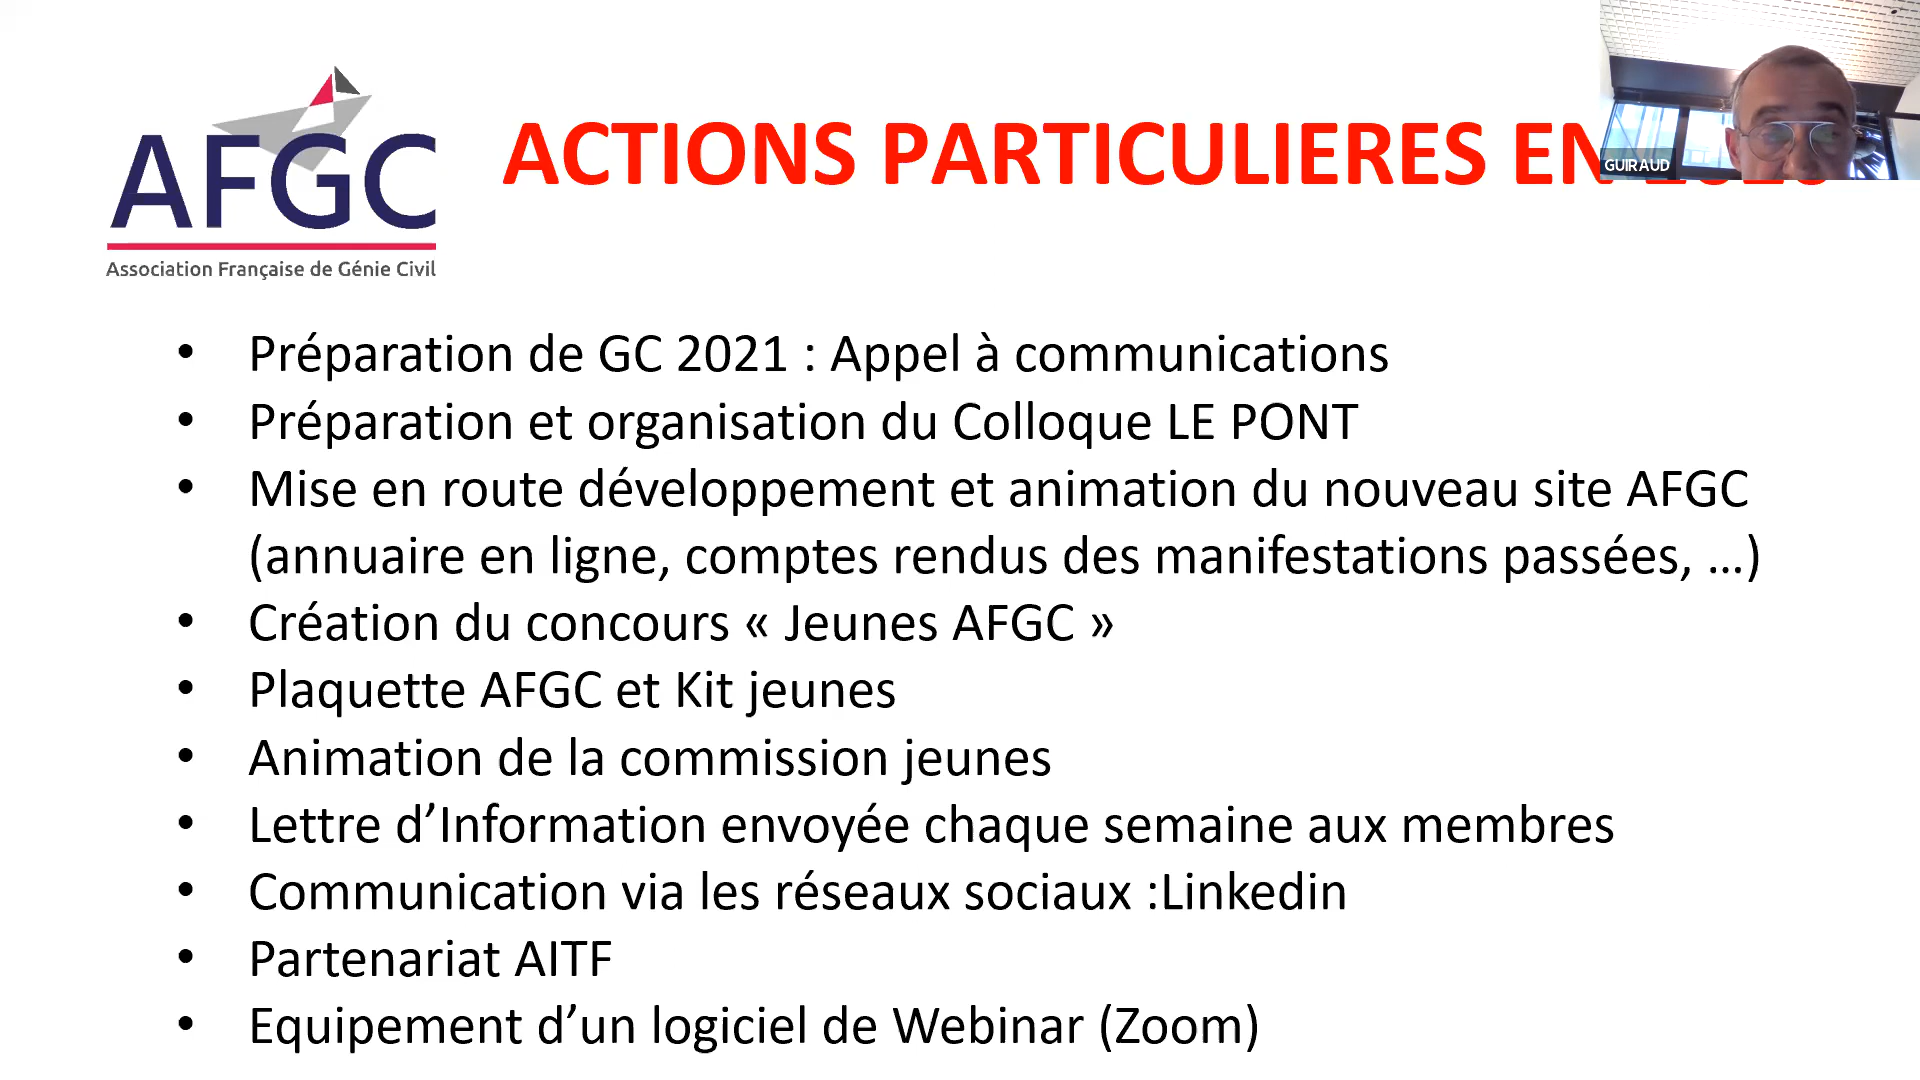 AFGC
Association Française de Génie Civil
ACTIONS PARTICULIERES EN
GUIRAUD
• Préparation de GC 2021 : Appel à communications
• Préparation et organisation du Colloque LE PONT
• Mise en route développement et animation du nouveau site AFGC
(annuaire en ligne, comptes rendus des manifestations passées, ...)
• Création du concours « Jeunes AFGC »
• Plaquette AFGC et Kit jeunes
• Animation de la commission jeunes
• Lettre d’Information envoyée chaque semaine aux membres
• Communication via les réseaux sociaux :Linkedin
• Partenariat AITF
• Equipement d’un logiciel de Webinar (Zoom)